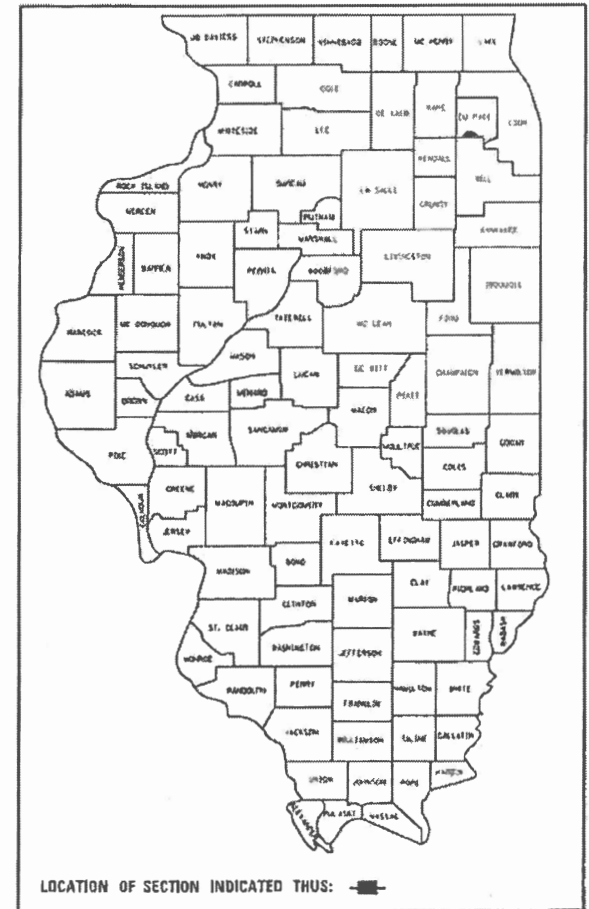 JO DAVIESS STEPHENSON WINNEBAGO BOONE MC HENRY LAKE
CARROLL OGLE DE KALB KANE DU PAGE COOK
WHITESIDE LEE
KENDALL WILL
ROCK ISLAND HENRY BUREAU LA SALLE GRUNDY
MERCER PUTNAM KANKAKEE
STARK MARSHALL
HENDERSON WARREN KNOX PEORIA WOODFORD LIVINGSTON IROQUOIS
HANCOCK MC DONOUGH FULTON TAZEWELL MC LEAN FORD
MASON
SCHUYLER LOGAN DE WITT CHAMPAIGN VERMILION
ADAMS BROWN CASS MENARD MACON PIATT
MORGAN SANGAMON DOUGLAS
PIKE SCOTT MOULTRIE EDGAR
CHRISTIAN COLES
GREENE MACOUPIN SHELBY
CALHOUN MONTGOMERY CUMBERLAND CLARK
JERSEY
FAYETTE EFFINGHAM JASPER CRAWFORD
MADISON BOND
CLAY RICHLAND LAWRENCE
CLINTON MARION
ST. CLAIR WAYNE EDWARDS WABASH
WASHINGTON JEFFERSON
MONROE
RANDOLPH PERRY HAMILTON WHITE
FRANKLIN
JACKSON WILLIAMSON SALINE GALLATIN
UNION JOHNSON POPE HARDIN
ALEXANDER PULASKI MASSAC
LOCATION OF SECTION INDICATED THUS: